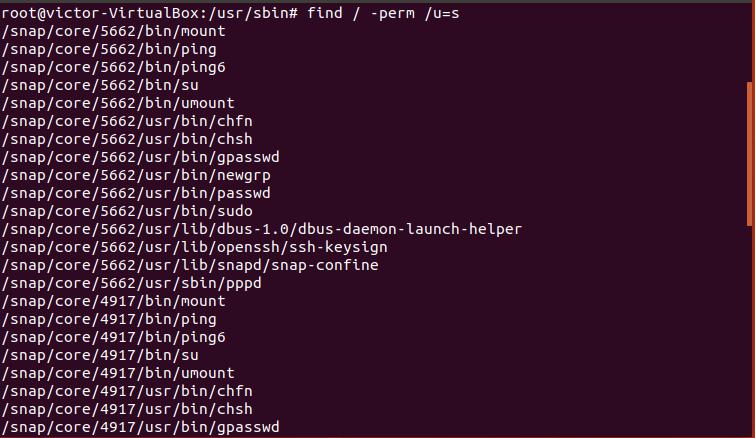 root@victor-VirtualBox:/usr/sbin# find / -perm /u=s
/snap/core/5662/bin/mount
/snap/core/5662/bin/ping
/snap/core/5662/bin/ping6
/snap/core/5662/bin/su
/snap/core/5662/bin/umount
/snap/core/5662/usr/bin/chfn
/snap/core/5662/usr/bin/chsh
/snap/core/5662/usr/bin/gpasswd
/snap/core/5662/usr/bin/newgrp
/snap/core/5662/usr/bin/passwd
/snap/core/5662/usr/bin/sudo
/snap/core/5662/usr/lib/dbus-1.0/dbus-daemon-launch-helper
/snap/core/5662/usr/lib/openssh/ssh-keysign
/snap/core/5662/usr/lib/snapd/snap-confine
/snap/core/5662/usr/sbin/pppd
/snap/core/4917/bin/mount
/snap/core/4917/bin/ping
/snap/core/4917/bin/ping6
/snap/core/4917/bin/su
/snap/core/4917/bin/umount
/snap/core/4917/usr/bin/chfn
/snap/core/4917/usr/bin/chsh
/snap/core/4917/usr/bin/gpasswd